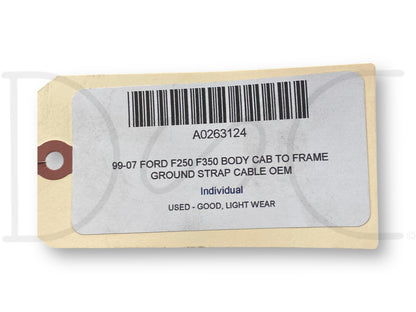 A0263124
99-07 FORD F250 F350 BODY CAB TO FRAME
GROUND STRAP CABLE OEM
Individual
USED - GOOD, LIGHT WEAR